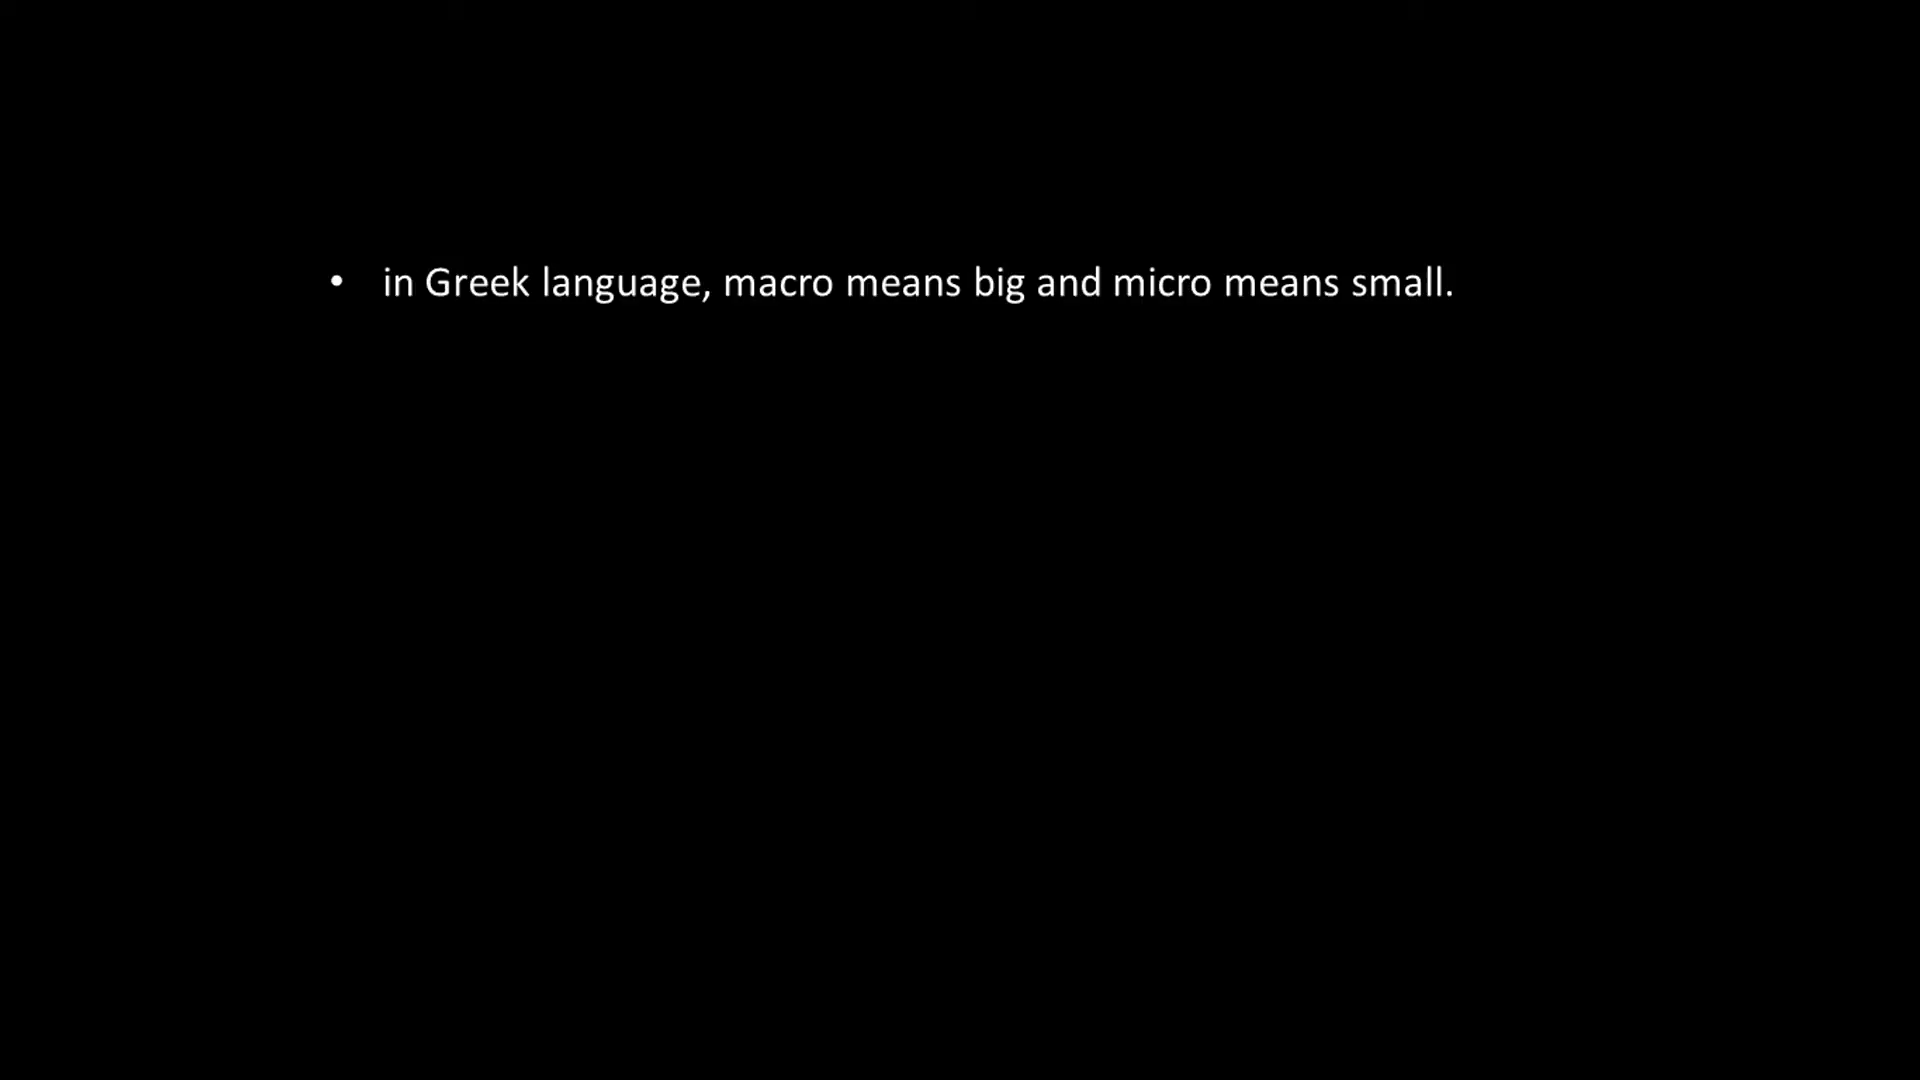 • in Greek language, macro means big and micro means small.